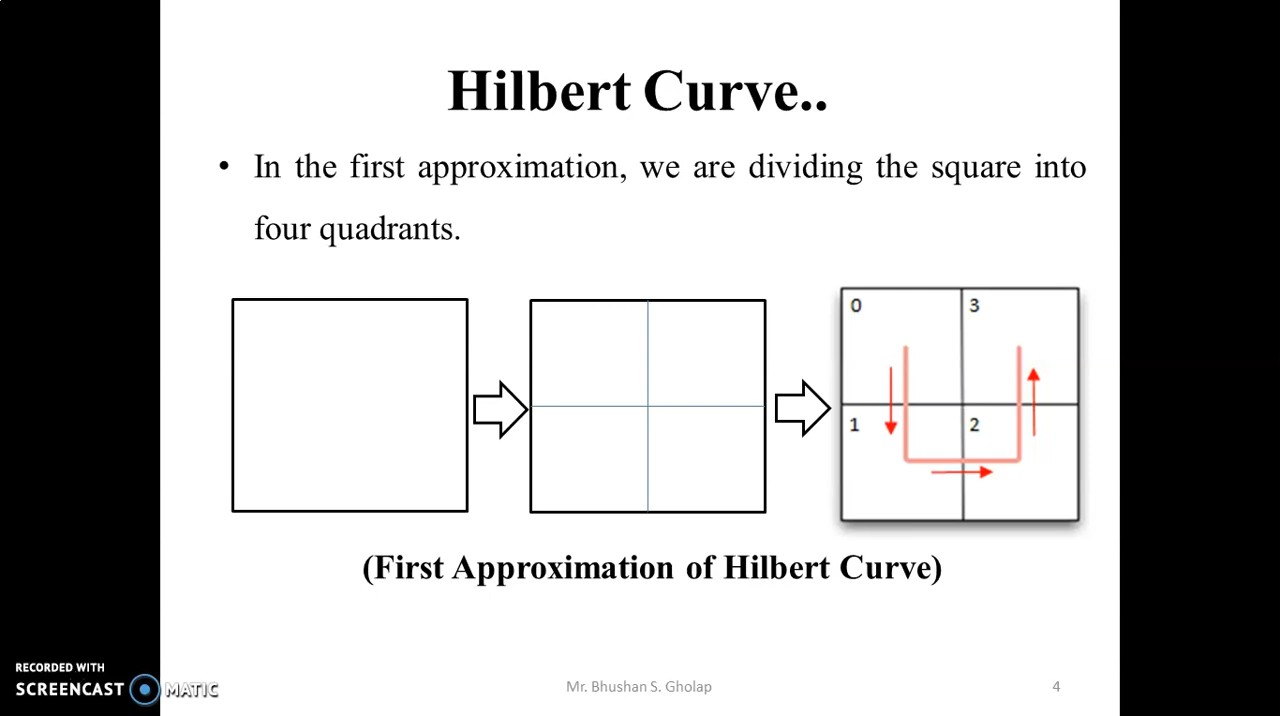 Hilbert Curve..
• In the first approximation, we are dividing the square into
four quadrants.
0
3
1
2
(First Approximation of Hilbert Curve)
RECORDED WITH
SCREENCAST MATIC
Mr. Bhushan S. Gholap
4